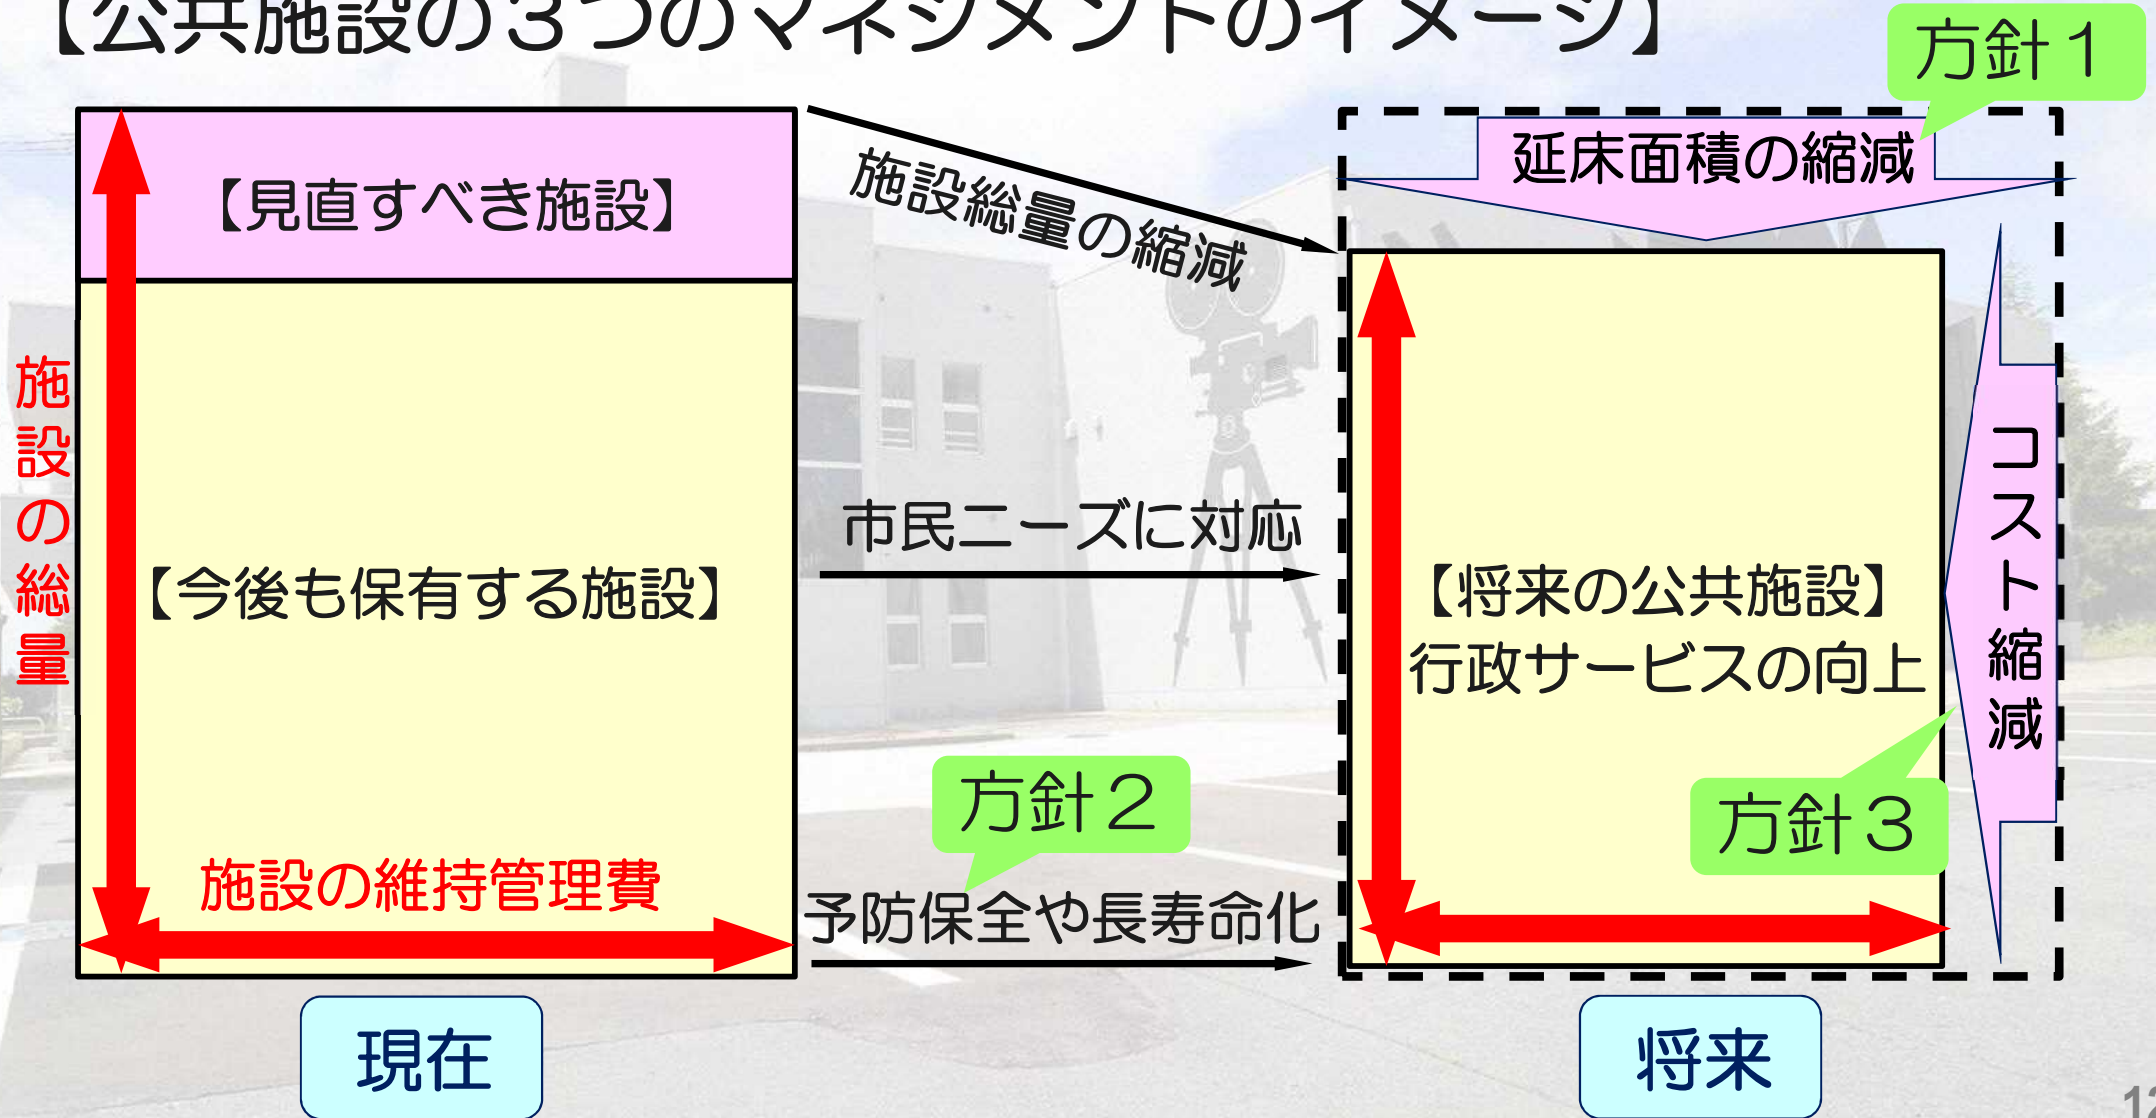 【公共施設の３つのマネジメントのイメージ】
方針１
延床面積の縮減
【見直すべき施設】
施設総量の縮減
施設の総量
市民ニーズに対応
コスト縮減
【今後も保有する施設】
【将来の公共施設】
行政サービスの向上
方針２
方針３
施設の維持管理費
予防保全や長寿命化
現在
将来